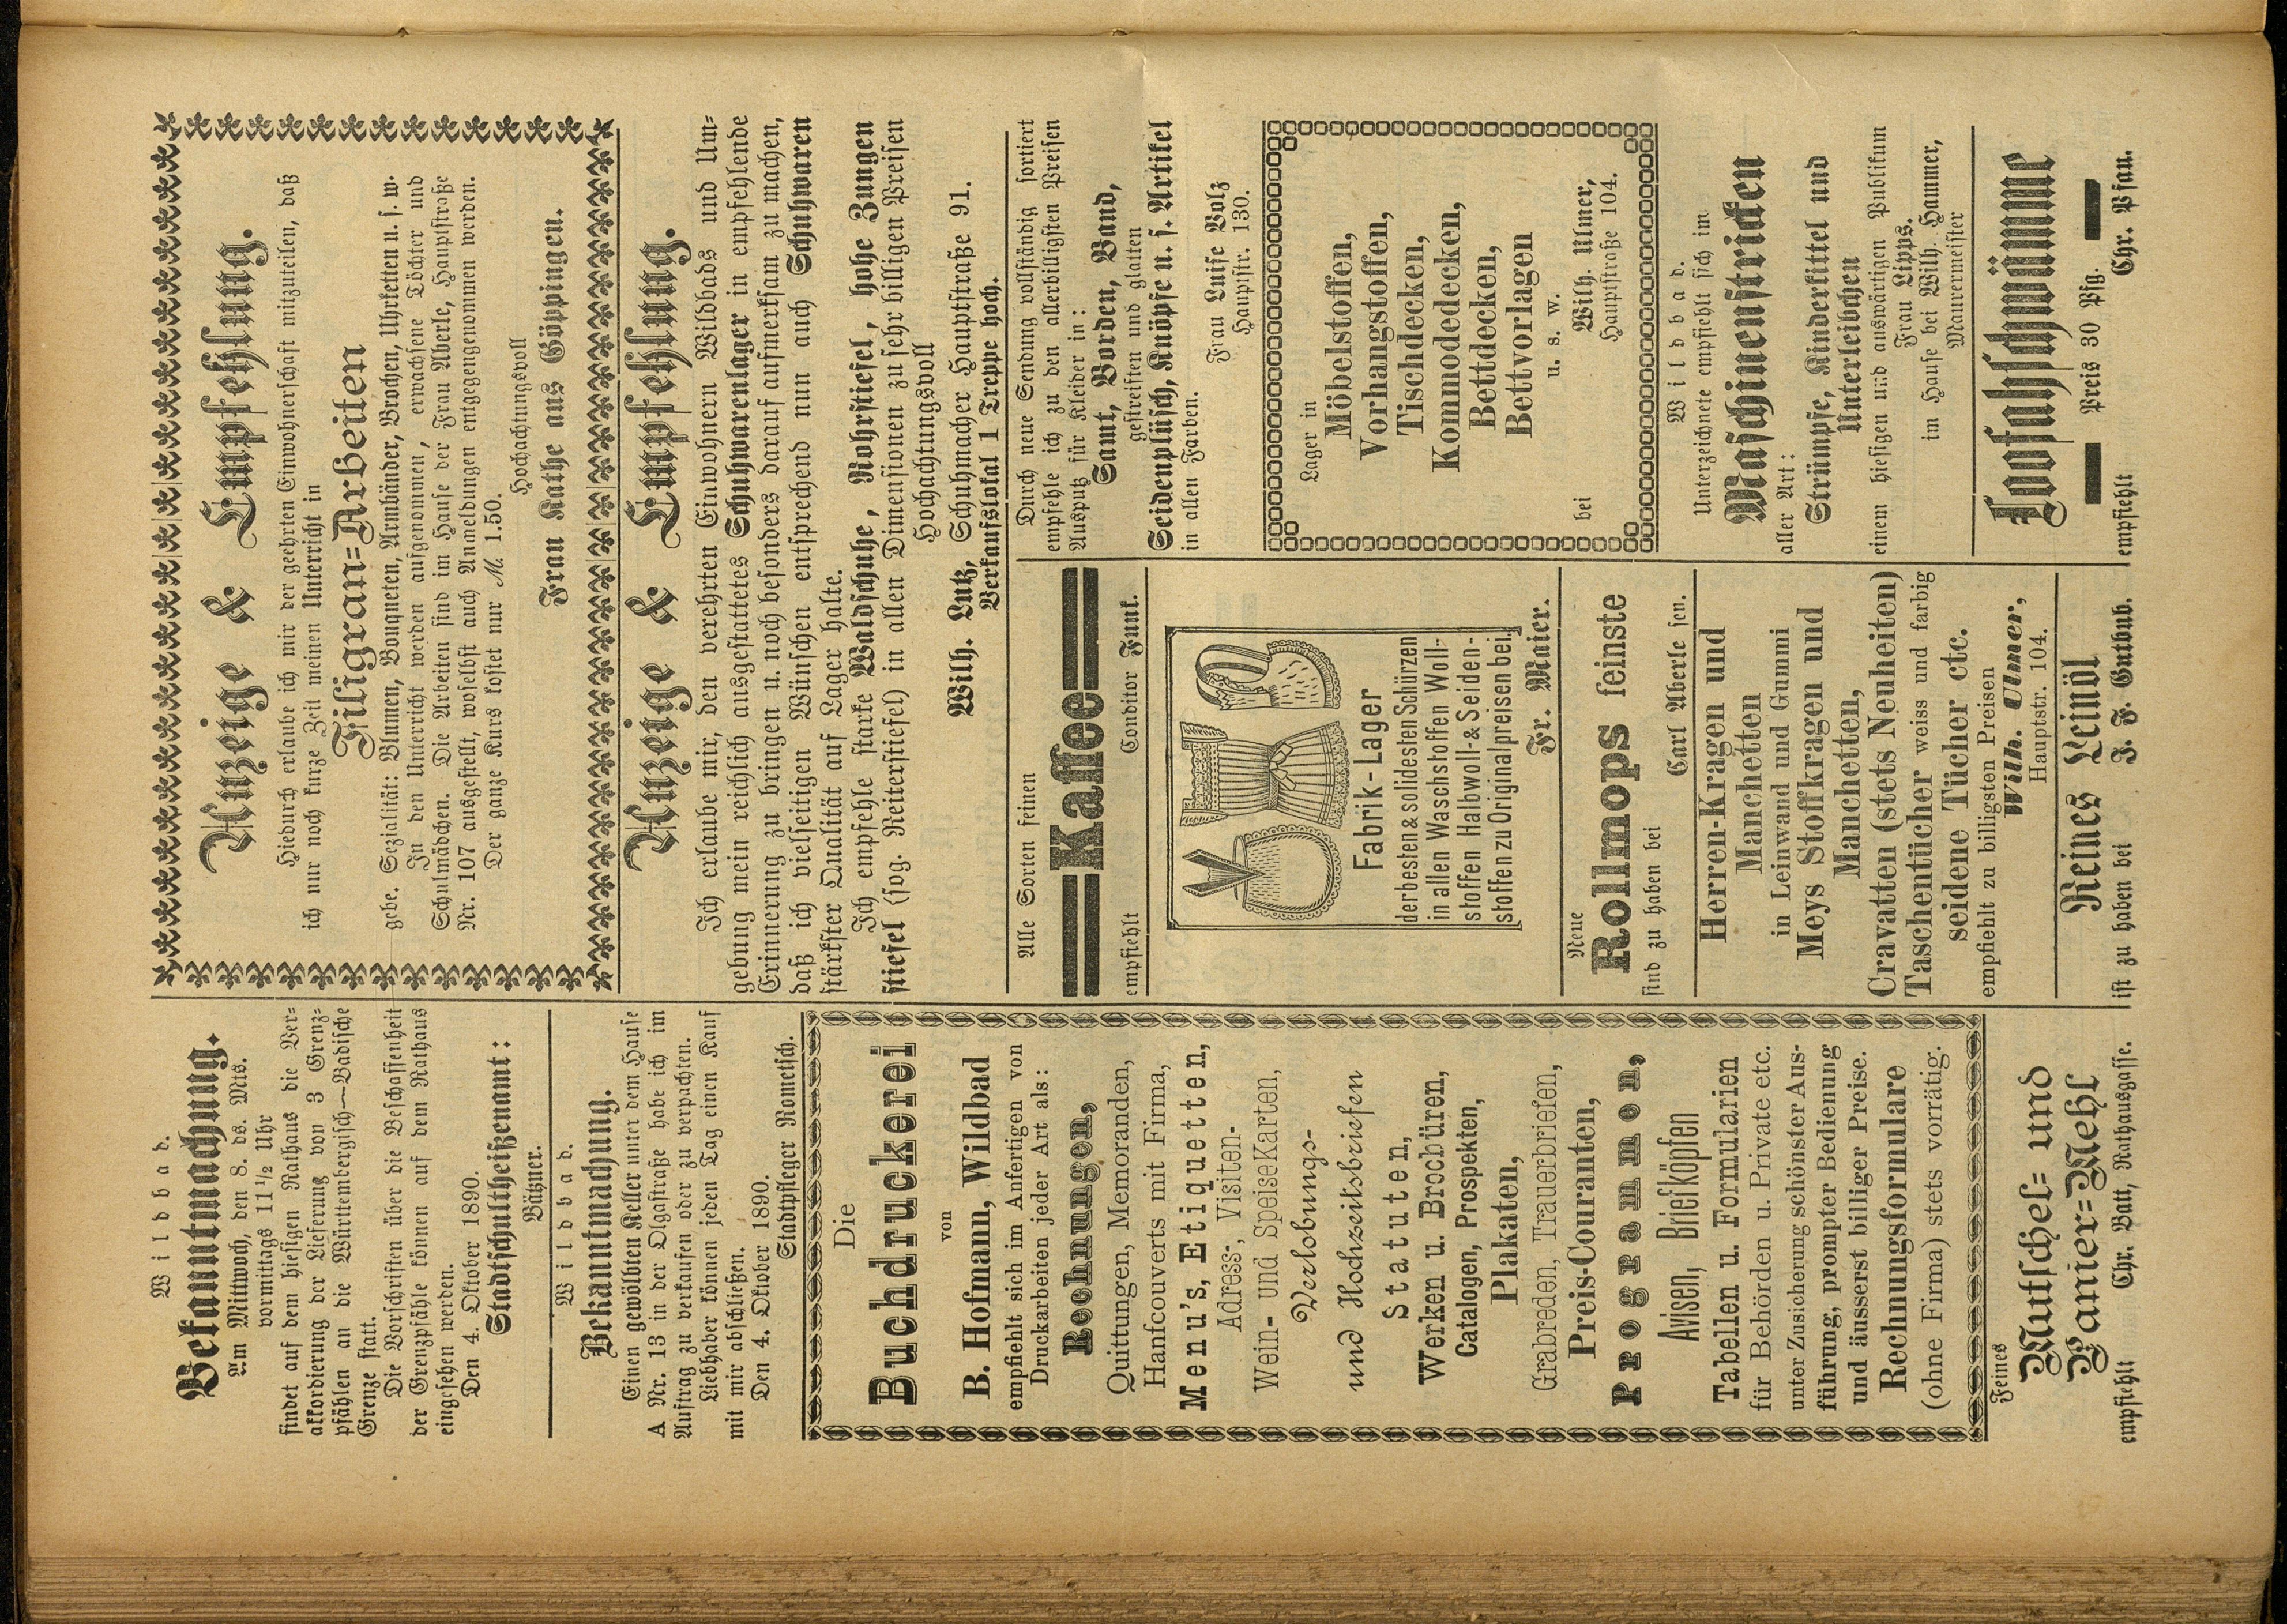 Wildbad.
Bekanntmachung.
Am Mittwoch, den 8. ds. Mts.
vormittags 11½ Uhr
findet auf dem hiesigen Rathaus die Ver-
akkordierung der Lieferung von 3 Grenz-
pfählen an die Württembergisch—Badische
Grenze statt.
Die Vorschriften über die Beschaffenheit
der Grenzpfähle können auf dem Rathaus
eingesehen werden.
Den 4. Oktober 1890.
Stadtschultheißenamt:
Bätzner.
Wildbad.
Bekanntmachung.
Einen gewölbten Keller unter dem Hause
A Nr. 13 in der Olgastraße habe ich im
Auftrag zu verkaufen oder zu verpachten.
Liebhaber können jeden Tag einen Kauf
mit mir abschließen.
Den 4. Oktober 1890.
Stadtpfleger Rometsch.
Die
Buchdruckerei
von
B. Hofmann, Wildbad
empfiehlt sich im Anfertigen von
Druckarbeiten jeder Art als:
Rechnungen,
Quittungen, Memoranden,
Hanfcouverts mit Firma,
Menu's, Etiquetten,
Adress-, Visiten-
Wein- und Speise Karten,
Verlobungs-
und Hochzeitsbriefen
Statuten,
Werken u. Brochüren,
Catalogen, Prospekten,
Plakaten,
Grabreden, Trauerbriefen,
Preis-Couranten,
Programmen,
Avisen, Briefköpfen
Tabellen u. Formularien
für Behörden u. Private etc.
unter Zusicherung schönster Aus-
führung, prompter Bedienung
und äusserst billiger Preise.
Rechnungsformulare
(ohne Firma) stets vorrätig.
Feines
Mutschel- und
Panier-Mehl
empfiehlt Chr. Batt, Rathausgasse.
Anzeige & Empfehlung.
Hiedurch erlaube ich mir der geehrten Einwohnerschaft mitzuteilen, daß
ich nur noch kurze Zeit meinen Unterricht in
Filigran-Arbeiten
gebe. Sezialität: Blumen, Bouqueten, Armbänder, Brochen, Uhrketten u. s. w.
In den Unterricht werden aufgenommen, erwachsene Töchter und
Schulmädchen. Die Arbeiten sind im Hause der Frau Aberle, Hauptstraße
Nr. 107 ausgestellt, woselbst auch Anmeldungen entgegengenommen werden.
Der ganze Kurs kostet nur M. 1.50.
Hochachtungsvoll
Frau Kathe aus Göppingen.
Anzeige & Empfehlung.
Ich erlaube mir, den verehrten Einwohnern Wildbads und Um-
gebung mein reichlich ausgestattetes Schuhwarenlager in empfehlende
Erinnerung zu bringen u. noch besonders darauf aufmerksam zu machen,
daß ich vielseitigen Wünschen entsprechend nun auch Schuhwaren
stärkster Qualität auf Lager halte.
Ich empfehle starke Waldschuhe, Rohrstiefel, hohe Zungen
stiefel (sog. Reiterstiefel) in allen Dimensionen zu sehr billigen Preisen
Hochachtungsvoll
Wilh. Lutz, Schuhmacher Hauptstraße 91.
Verkaufslokal 1 Treppe hoch.
Alle Sorten feinen
Kaffee
empfiehlt Conditor Funk.
Fabrik-Lager
der besten & solidesten Schürzen
in allen Waschstoffen Woll-
stoffen Halbwoll- & Seiden-
stoffen zu Originalpreisen bei.
Fr. Maier.
Neue
Rollmops feinste
sind zu haben bei Carl Aberle sen.
Herren-Kragen und
Manchetten
in Leinwand und Gummi
Meys Stoffkragen und
Manchetten,
Cravatten (stets Neuheiten)
Taschentücher weiss und farbig
seidene Tücher etc.
empfiehlt zu billigsten Preisen
Wilh. Ulmer,
Hauptstr. 104.
Reines Leinöl
ist zu haben bei J. F. Gutbub.
Durch neue Sendung vollständig sortiert
empfehle ich zu den allerbilligsten Preisen
Ausputz für Kleider in:
Samt, Borden, Band,
gestreiften und glatten
Seidenplüsch, Knöpfe u. s. Artikel
in allen Farben.
Frau Luise Bolz
Hauptstr. 130.
Lager in
Möbelstoffen,
Vorhangstoffen,
Tischdecken,
Kommodedecken,
Bettdecken,
Bettvorlagen
u. s. w.
bei Wilh. Ulmer,
Hauptstraße 104.
Wildbad.
Unterzeichnete empfiehlt sich im
Maschinenstricken
aller Art:
Strümpfe, Kinderkittel und
Unterleibchen
einem hiesigen und auswärtigen Publikum
Frau Lipps.
im Hause bei Wilh. Hammer,
Maurermeister
Loofahschwämme
Preis 30 Pfg.
empfiehlt Chr. Pfau.